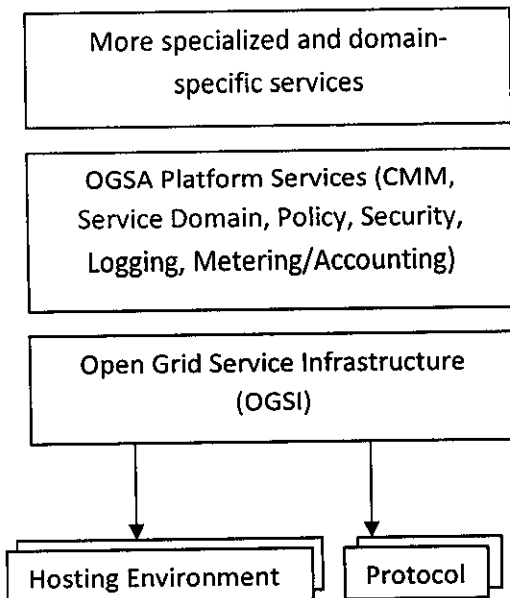 More specialized and domain-
specific services
OGSA Platform Services (CMM,
Service Domain, Policy, Security,
Logging, Metering/Accounting)
Open Grid Service Infrastructure
(OGSI)
Hosting Environment
Protocol